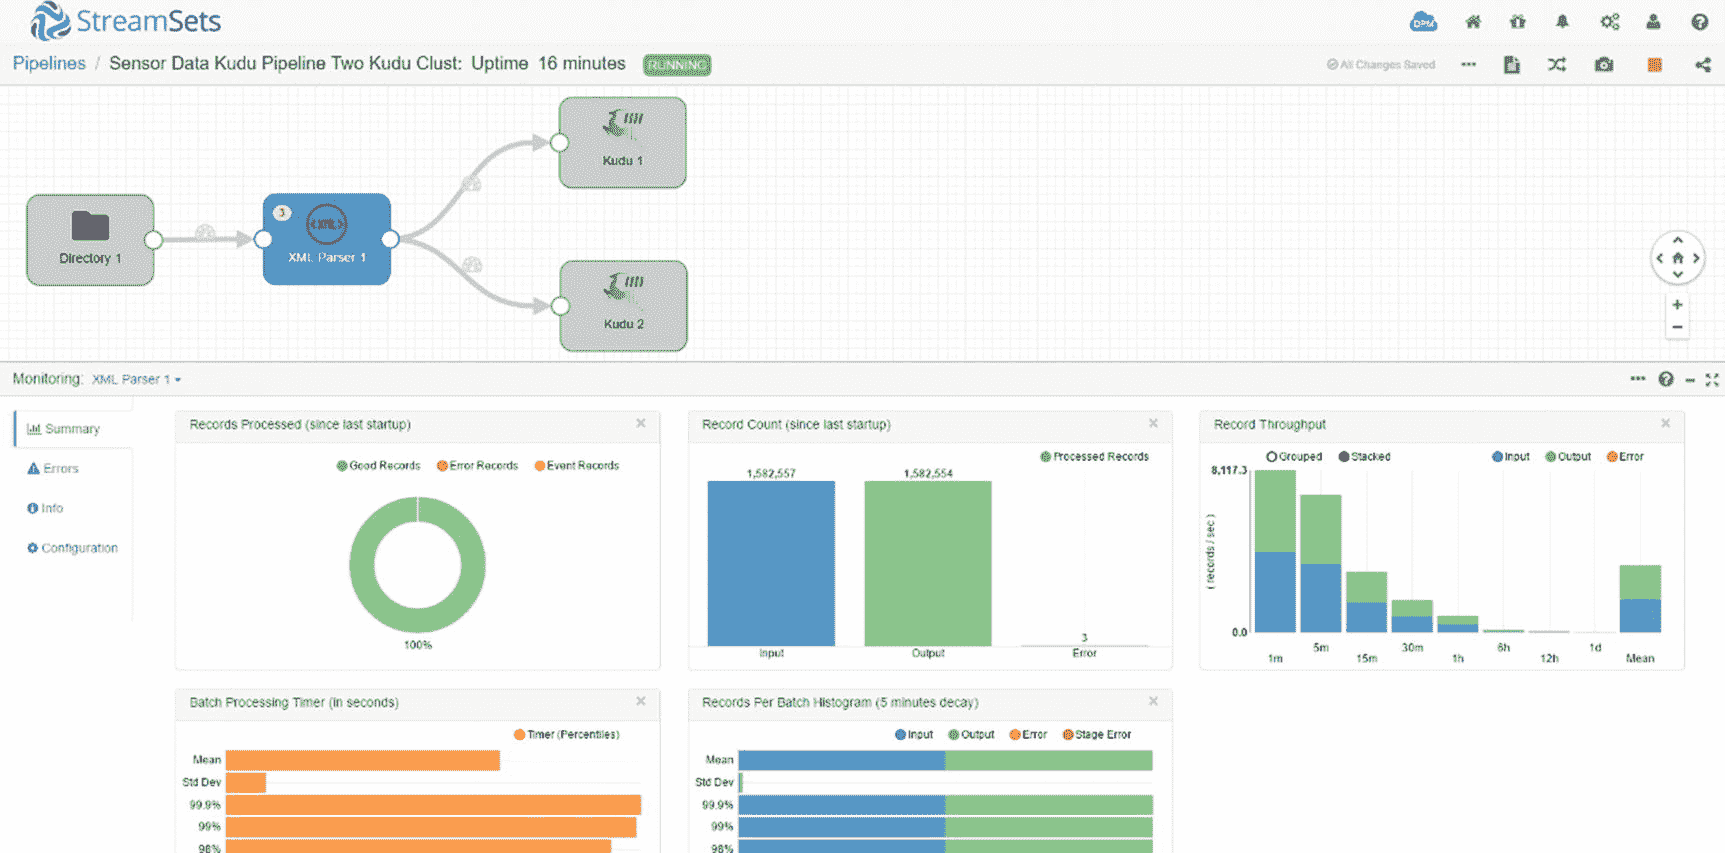 StreamSets
DPM
Pipelines / Sensor Data Kudu Pipeline Two Kudu Clust: Uptime 16 minutes RUNNING
All Changes Saved
Kudu 1
Directory 1
3
<XML>
XML Parser 1
Kudu 2
Monitoring: XML Parser 1
Summary
Errors
Info
Configuration
Records Processed (since last startup)
Good Records Error Records Event Records
100%
Record Count (since last startup)
Processed Records
1,582,557 1,582,554 3
Input Output Error
Record Throughput
Grouped Stacked Input Output Error
8,117.3
( records / sec )
0.0
1m 5m 15m 30m 1h 6h 12h 1d Mean
Batch Processing Timer (in seconds)
Timer (Percentiles)
Mean
Std Dev
99.9%
99%
98%
Records Per Batch Histogram (5 minutes decay)
Input Output Error Stage Error
Mean
Std Dev
99.9%
99%
98%